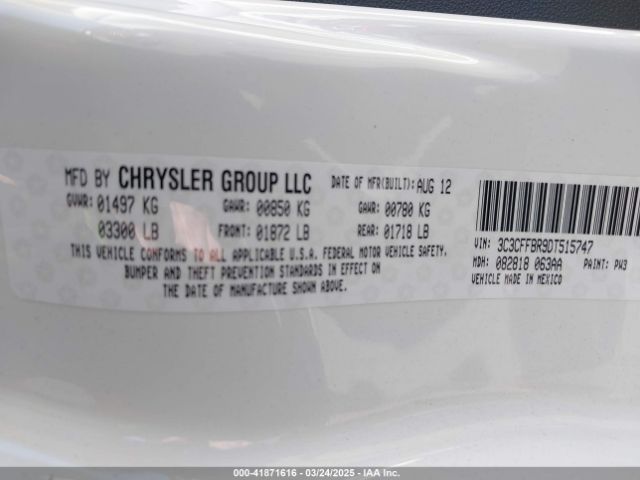 MFD BY CHRYSLER GROUP LLC DATE OF MFR(BUILT): AUG 12
GVWR: 01497 KG GAWR: 00850 KG GAWR: 00780 KG
03300 LB FRONT: 01872 LB REAR: 01718 LB
THIS VEHICLE CONFORMS TO ALL APPLICABLE U.S.A. FEDERAL MOTOR VEHICLE SAFETY,
BUMPER AND THEFT PREVENTION STANDARDS IN EFFECT ON
THE DATE OF MANUFACTURE SHOWN ABOVE.
VIN: 3C3CFFBR9DT515747
MDH: 082818 063AA PAINT: PW3
VEHICLE MADE IN MEXICO
000-41871616 - 03/24/2025 - IAA Inc.